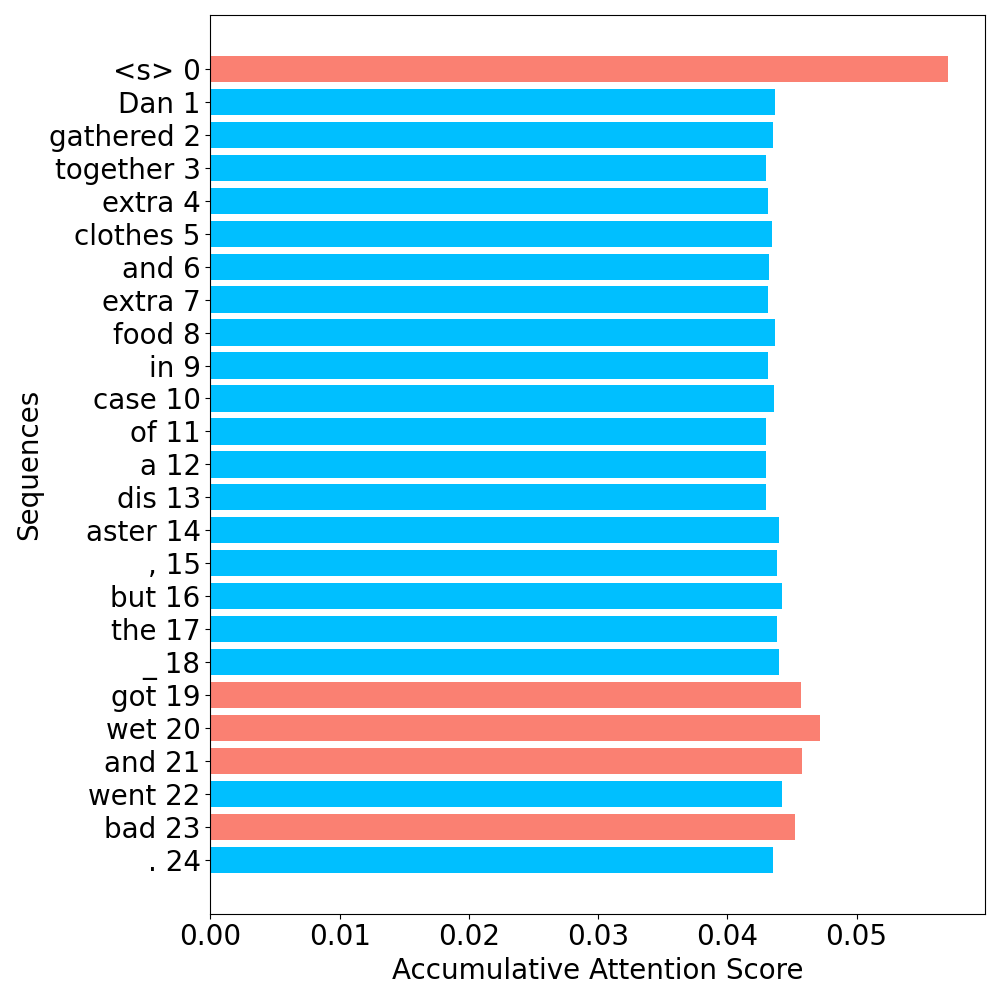 <s> 0
Dan 1
gathered 2
together 3
extra 4
clothes 5
and 6
extra 7
food 8
in 9
case 10
of 11
a 12
dis 13
aster 14
, 15
but 16
the 17
_ 18
got 19
wet 20
and 21
went 22
bad 23
. 24
Sequences
0.00 0.01 0.02 0.03 0.04 0.05
Accumulative Attention Score